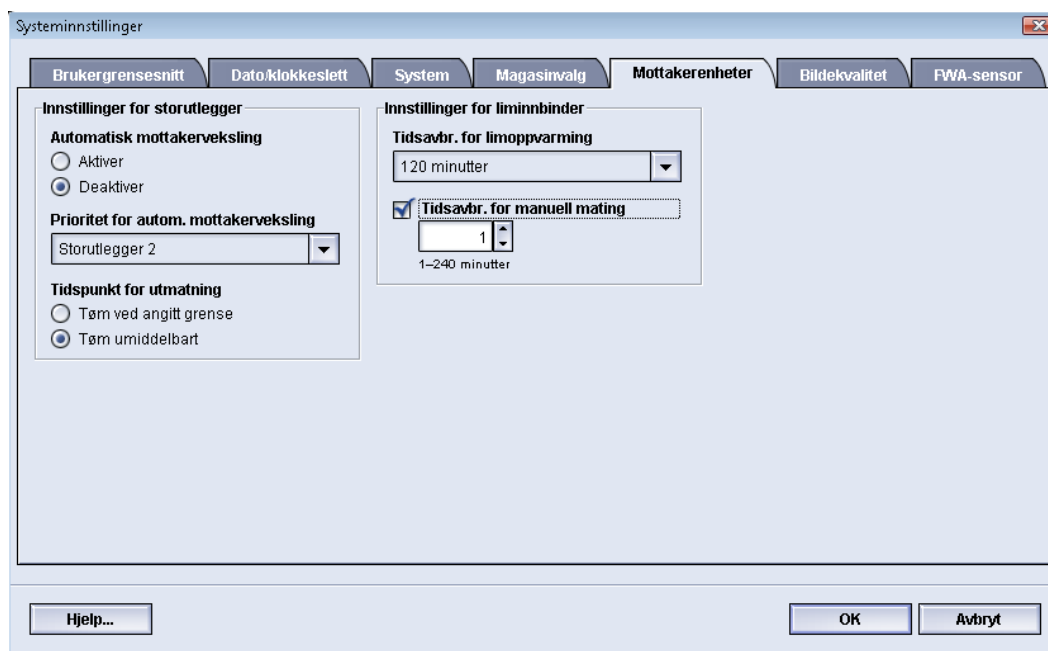 Systeminnstillinger
Brukergrensesnitt
Dato/klokkeslett
System
Magasinvalg
Mottakerenheter
Bildekvalitet
FWA-sensor
Innstillinger for storutlegger
Automatisk mottakerveksling
Aktiver
Deaktiver
Prioritet for autom. mottakerveksling
Storutlegger 2
Tidspunkt for utmatning
Tøm ved angitt grense
Tøm umiddelbart
Innstillinger for liminnbinder
Tidsavbr. for limoppvarming
120 minutter
Tidsavbr. for manuell mating
1
1–240 minutter
Hjelp...
OK
Avbryt